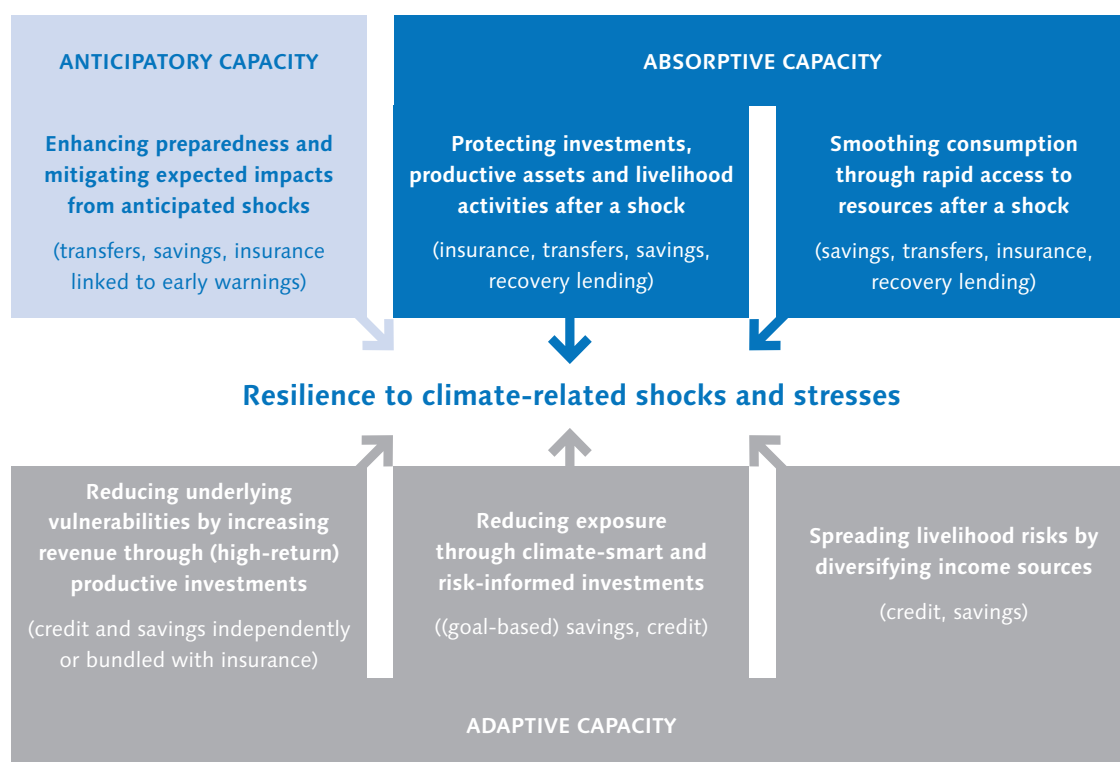 ANTICIPATORY CAPACITY
Enhancing preparedness and
mitigating expected impacts
from anticipated shocks
(transfers, savings, insurance
linked to early warnings)
ABSORPTIVE CAPACITY
Protecting investments,
productive assets and livelihood
activities after a shock
(insurance, transfers, savings,
recovery lending)
Smoothing consumption
through rapid access to
resources after a shock
(savings, transfers, insurance,
recovery lending)
Resilience to climate-related shocks and stresses
Reducing underlying
vulnerabilities by increasing
revenue through (high-return)
productive investments
(credit and savings independently
or bundled with insurance)
Reducing exposure
through climate-smart and
risk-informed investments
((goal-based) savings, credit)
Spreading livelihood risks by
diversifying income sources
(credit, savings)
ADAPTIVE CAPACITY